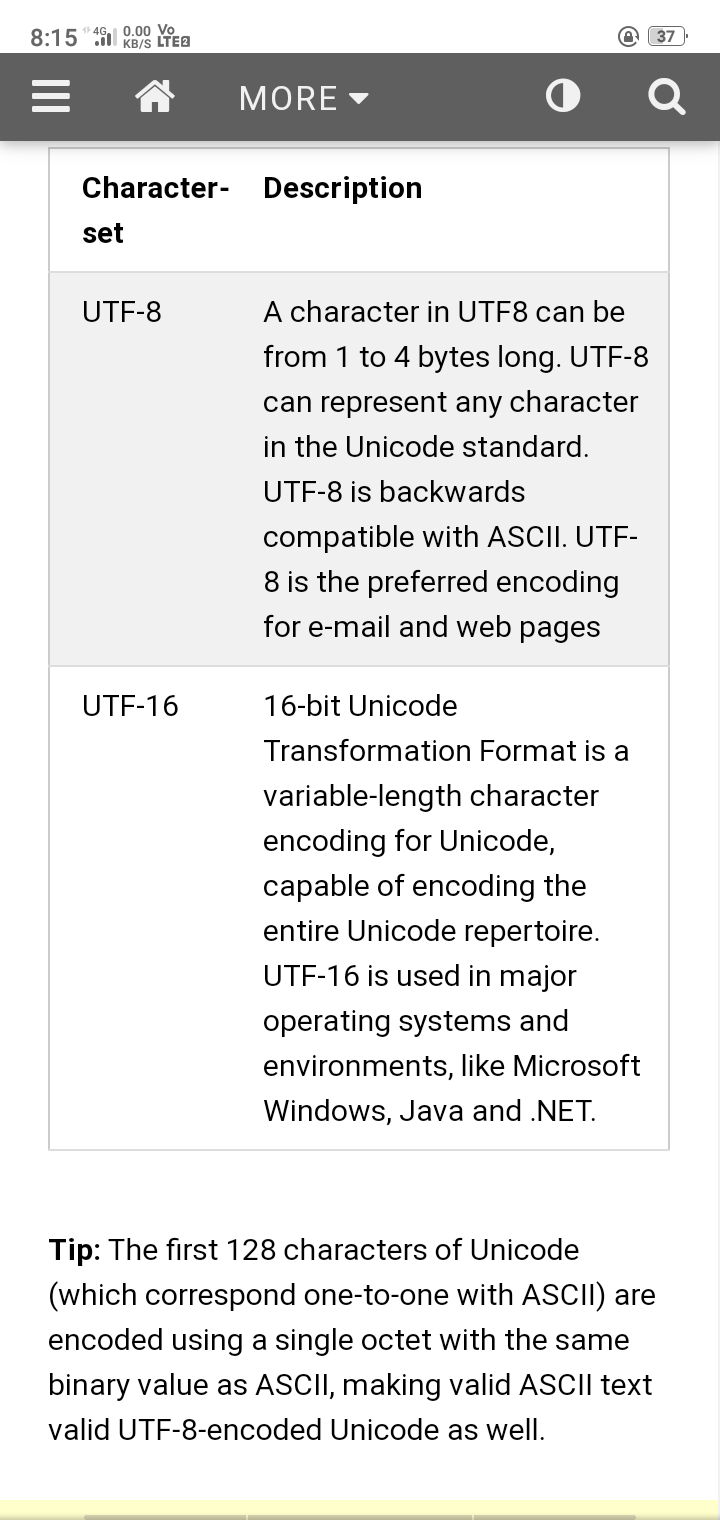 8:15 4G 0.00 KB/S Vo LTE2 37
MORE
Character-set Description
UTF-8 A character in UTF8 can be
from 1 to 4 bytes long. UTF-8
can represent any character
in the Unicode standard.
UTF-8 is backwards
compatible with ASCII. UTF-
8 is the preferred encoding
for e-mail and web pages
UTF-16 16-bit Unicode
Transformation Format is a
variable-length character
encoding for Unicode,
capable of encoding the
entire Unicode repertoire.
UTF-16 is used in major
operating systems and
environments, like Microsoft
Windows, Java and .NET.
Tip: The first 128 characters of Unicode
(which correspond one-to-one with ASCII) are
encoded using a single octet with the same
binary value as ASCII, making valid ASCII text
valid UTF-8-encoded Unicode as well.